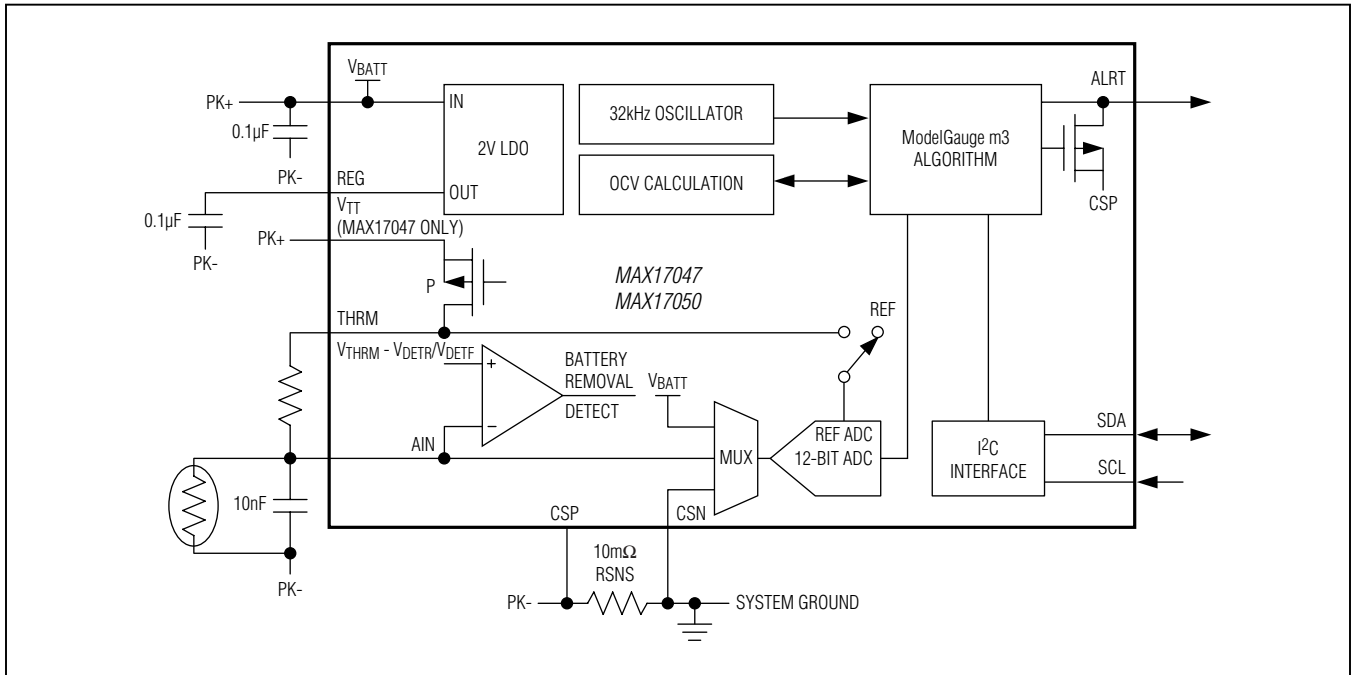 VBATT
PK+
IN
0.1µF
2V LDO
PK-
REG
OUT
VTT
(MAX17047 ONLY)
0.1µF
PK-
PK+
P
32kHz OSCILLATOR
OCV CALCULATION
ModelGauge m3
ALGORITHM
ALRT
CSP
MAX17047
MAX17050
THRM
VTHRM - VDETR/VDETF
+
−
BATTERY
REMOVAL
DETECT
VBATT
REF
AIN
MUX
REF ADC
12-BIT ADC
I2C
INTERFACE
SDA
SCL
10nF
PK-
CSP
CSN
10mΩ
RSNS
PK-
SYSTEM GROUND